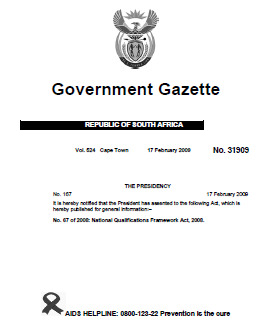 Government Gazette
REPUBLIC OF SOUTH AFRICA
Vol. 524 Cape Town 17 February 2009 No. 31909
THE PRESIDENCY
No. 167 17 February 2009
It is hereby notified that the President has assented to the following Act, which is
hereby published for general information:–
No. 67 of 2008: National Qualifications Framework Act, 2008.
AIDS HELPLINE: 0800-123-22 Prevention is the cure